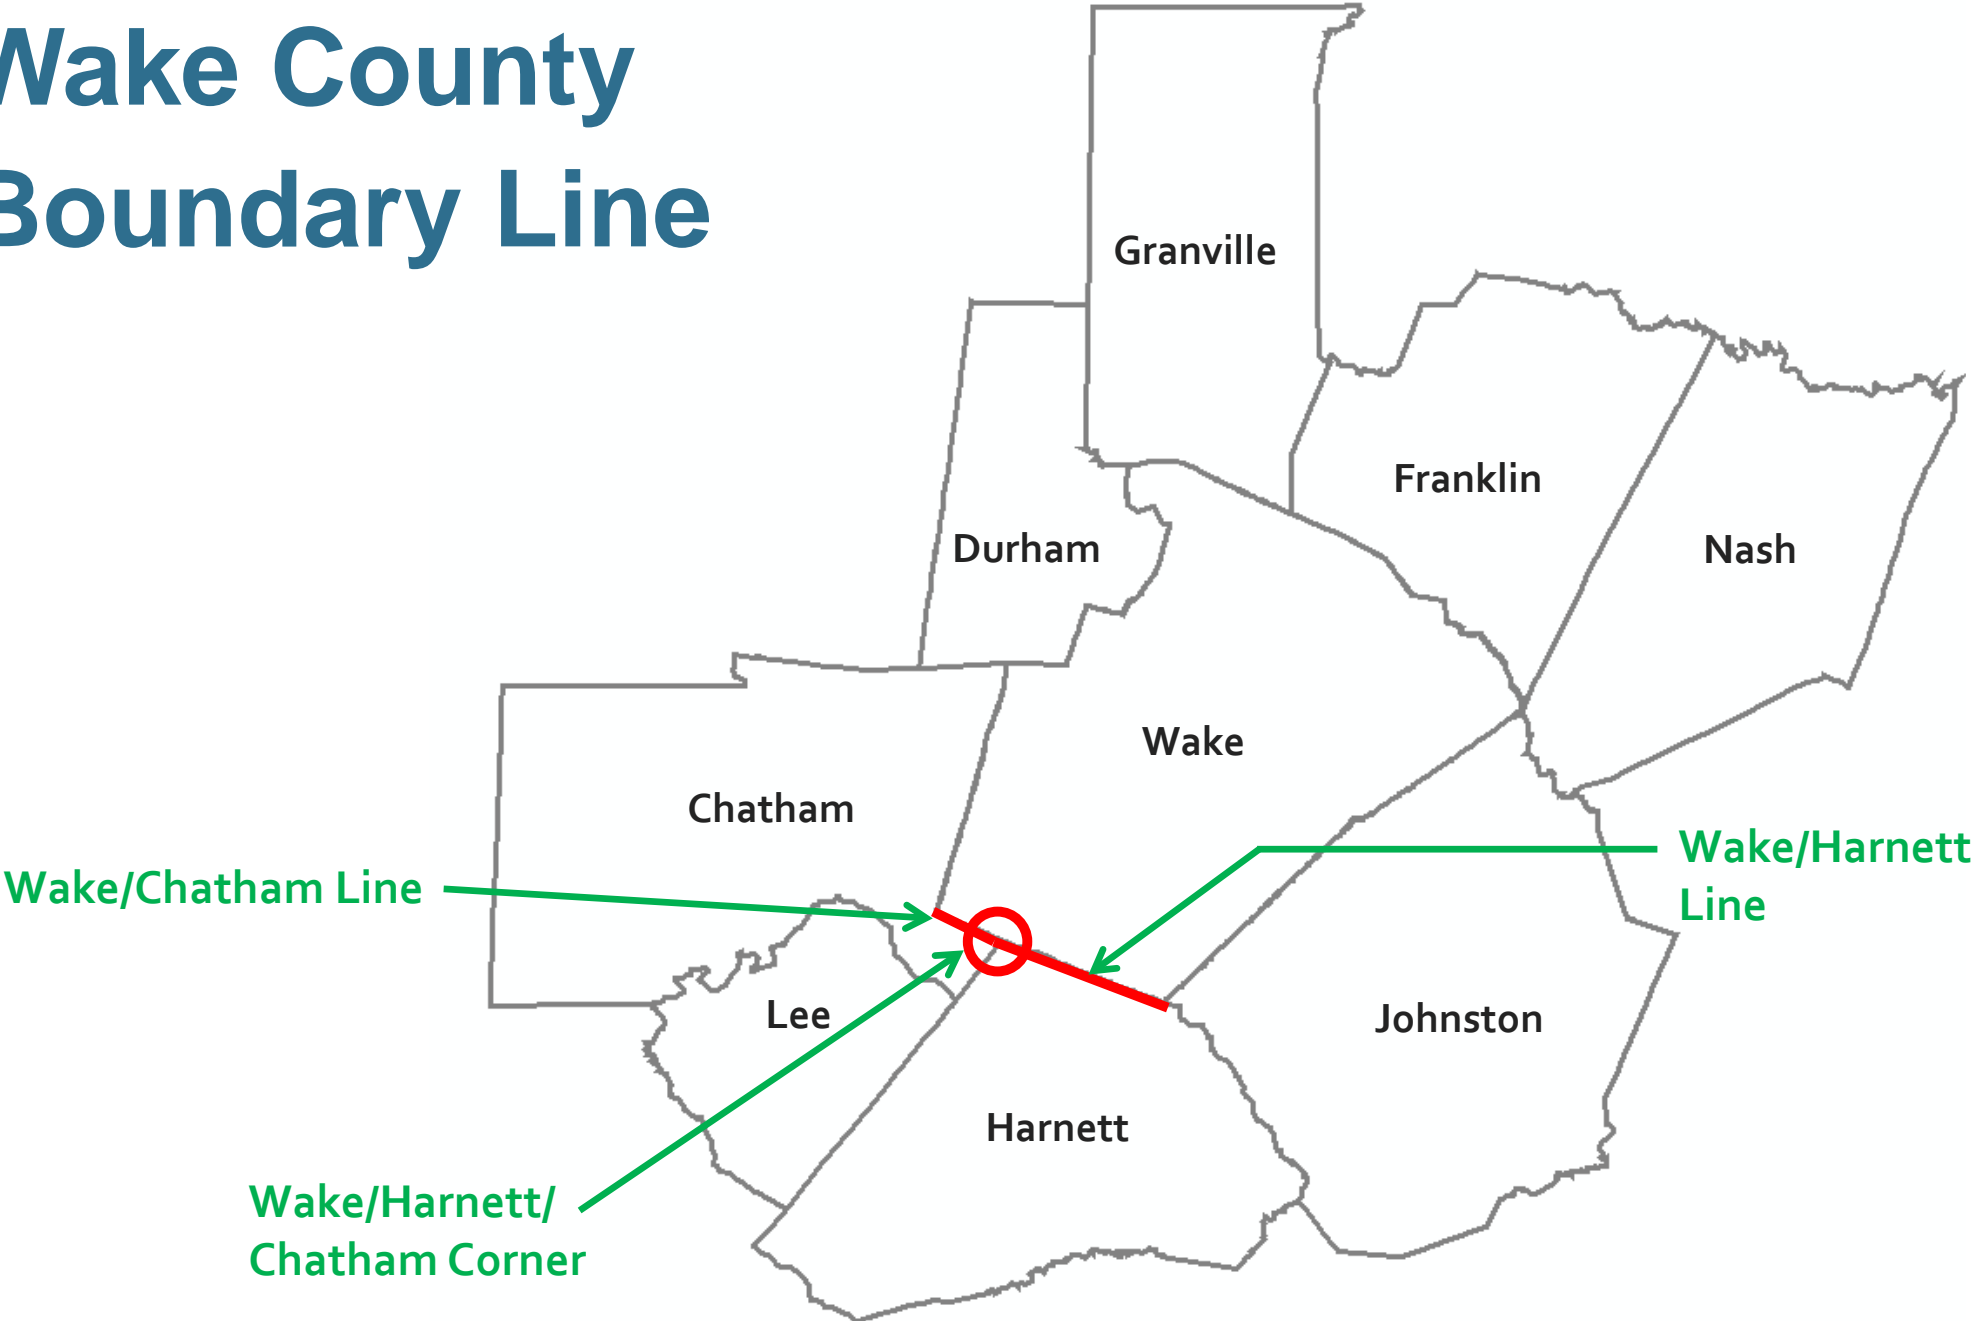 Wake County
Boundary Line
Granville
Franklin
Durham
Nash
Wake
Chatham
Wake/Harnett
Line
Wake/Chatham Line
Lee
Johnston
Harnett
Wake/Harnett/
Chatham Corner